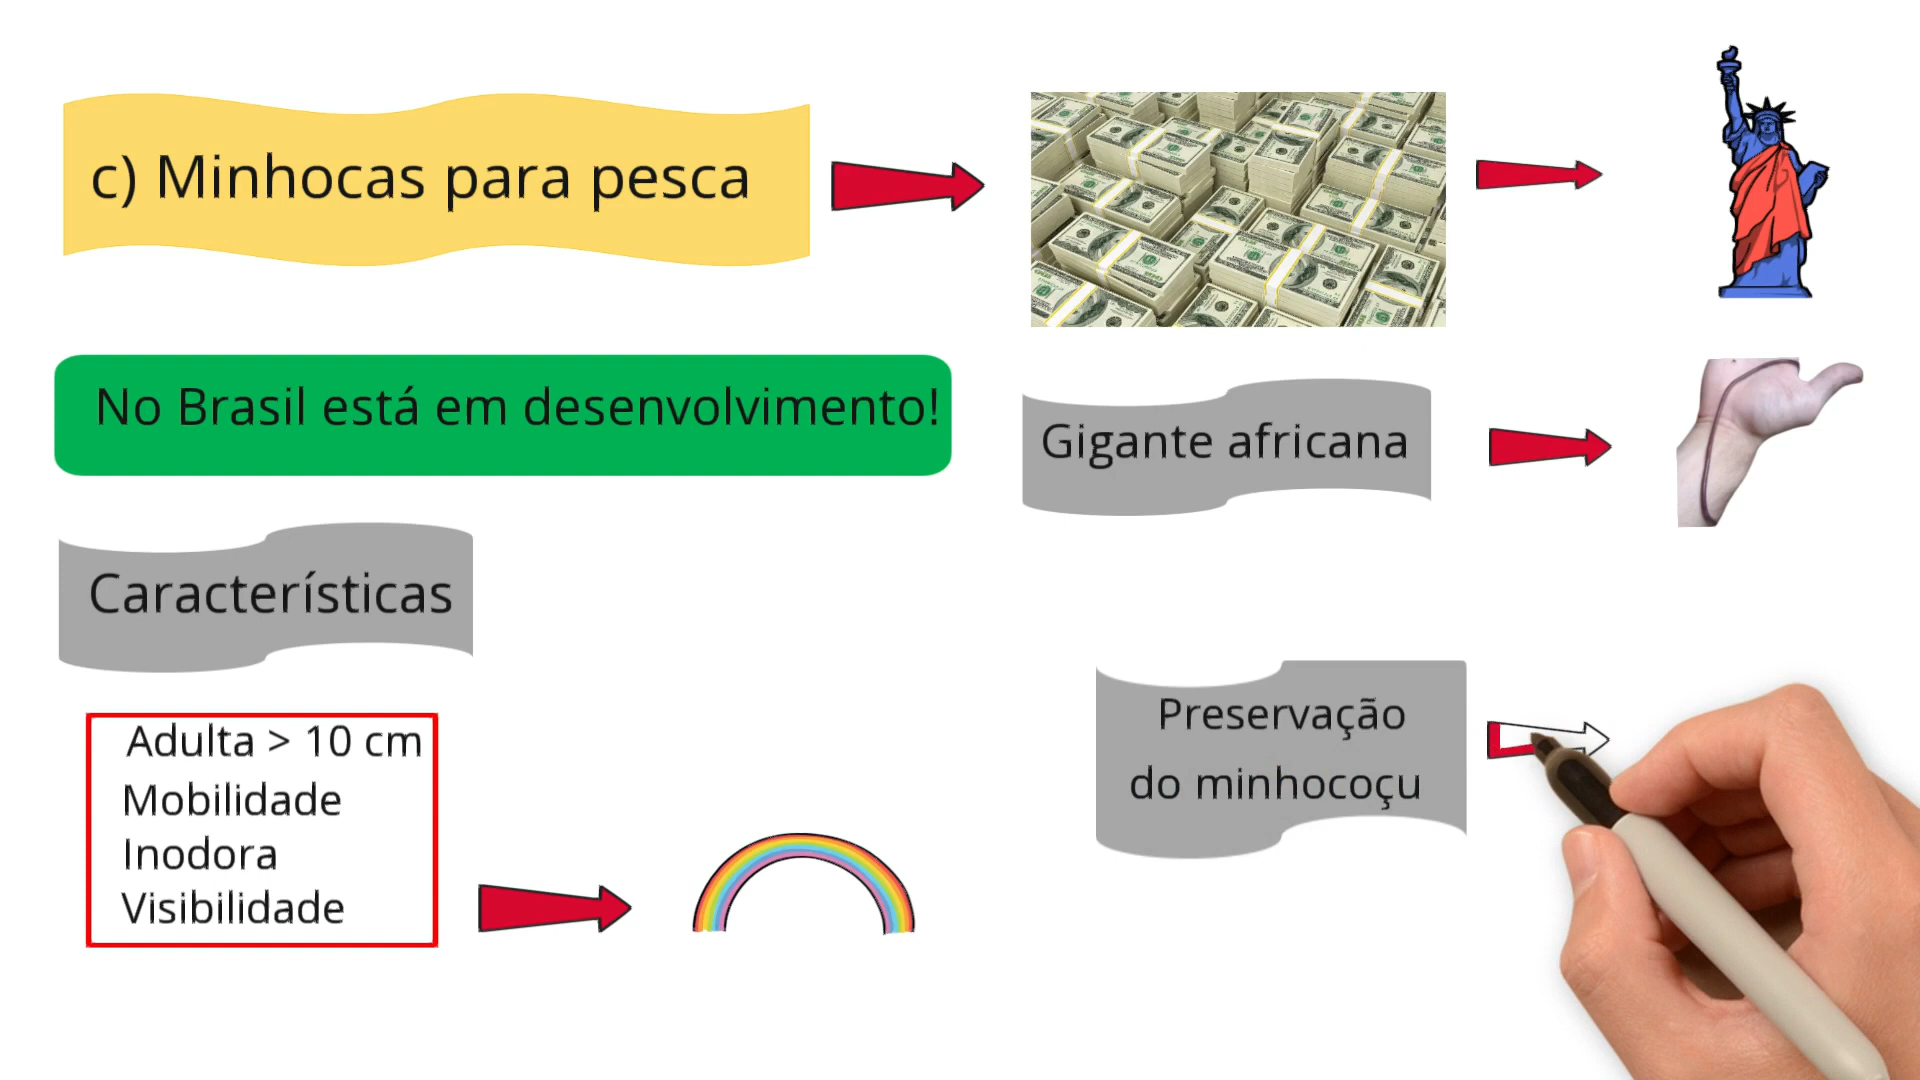 c) Minhocas para pesca
No Brasil está em desenvolvimento!
Gigante africana
Características
Adulta > 10 cm
Mobilidade
Inodora
Visibilidade
Preservação
do minhocoçu